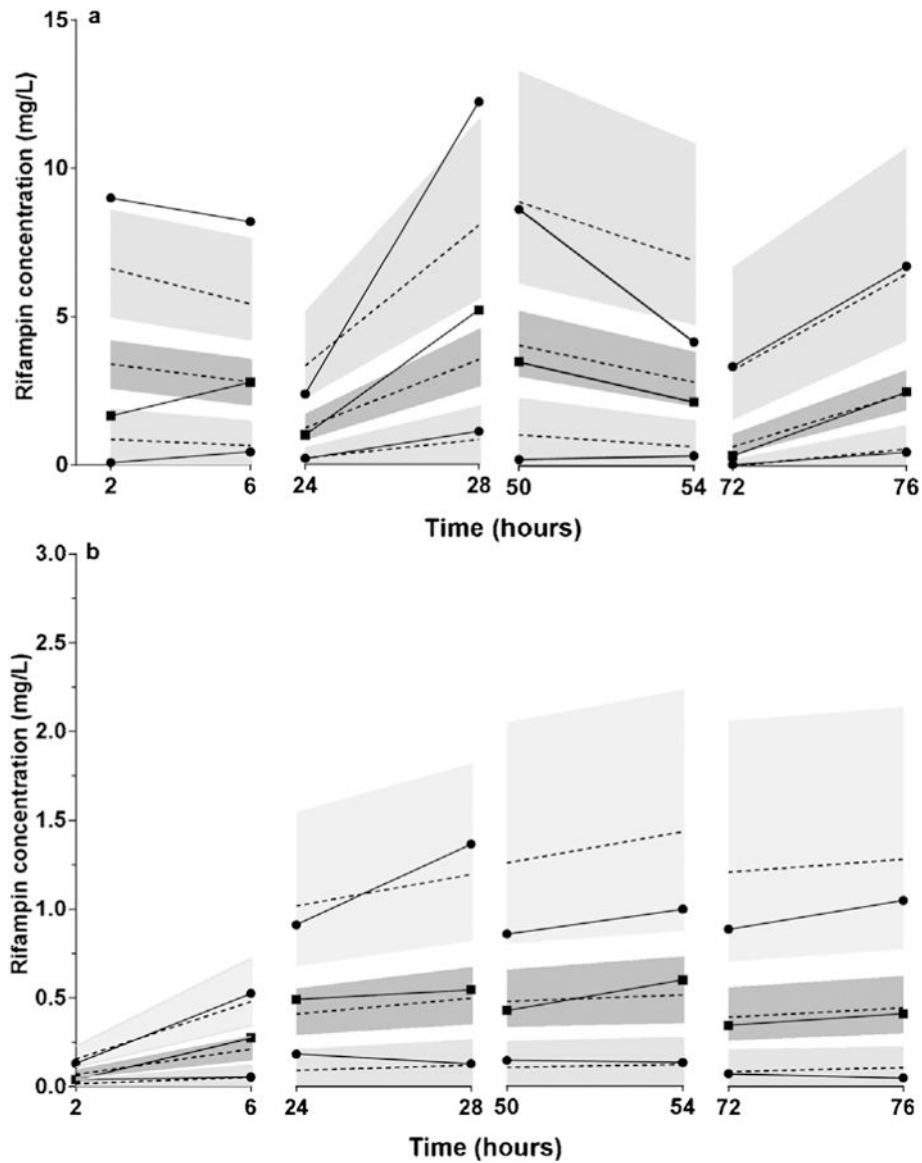 a
15
10
5
0
Rifampin concentration (mg/L)
2 6 24 28 50 54 72 76
Time (hours)
b
3.0
2.5
2.0
1.5
1.0
0.5
0.0
Rifampin concentration (mg/L)
2 6 24 28 50 54 72 76
Time (hours)